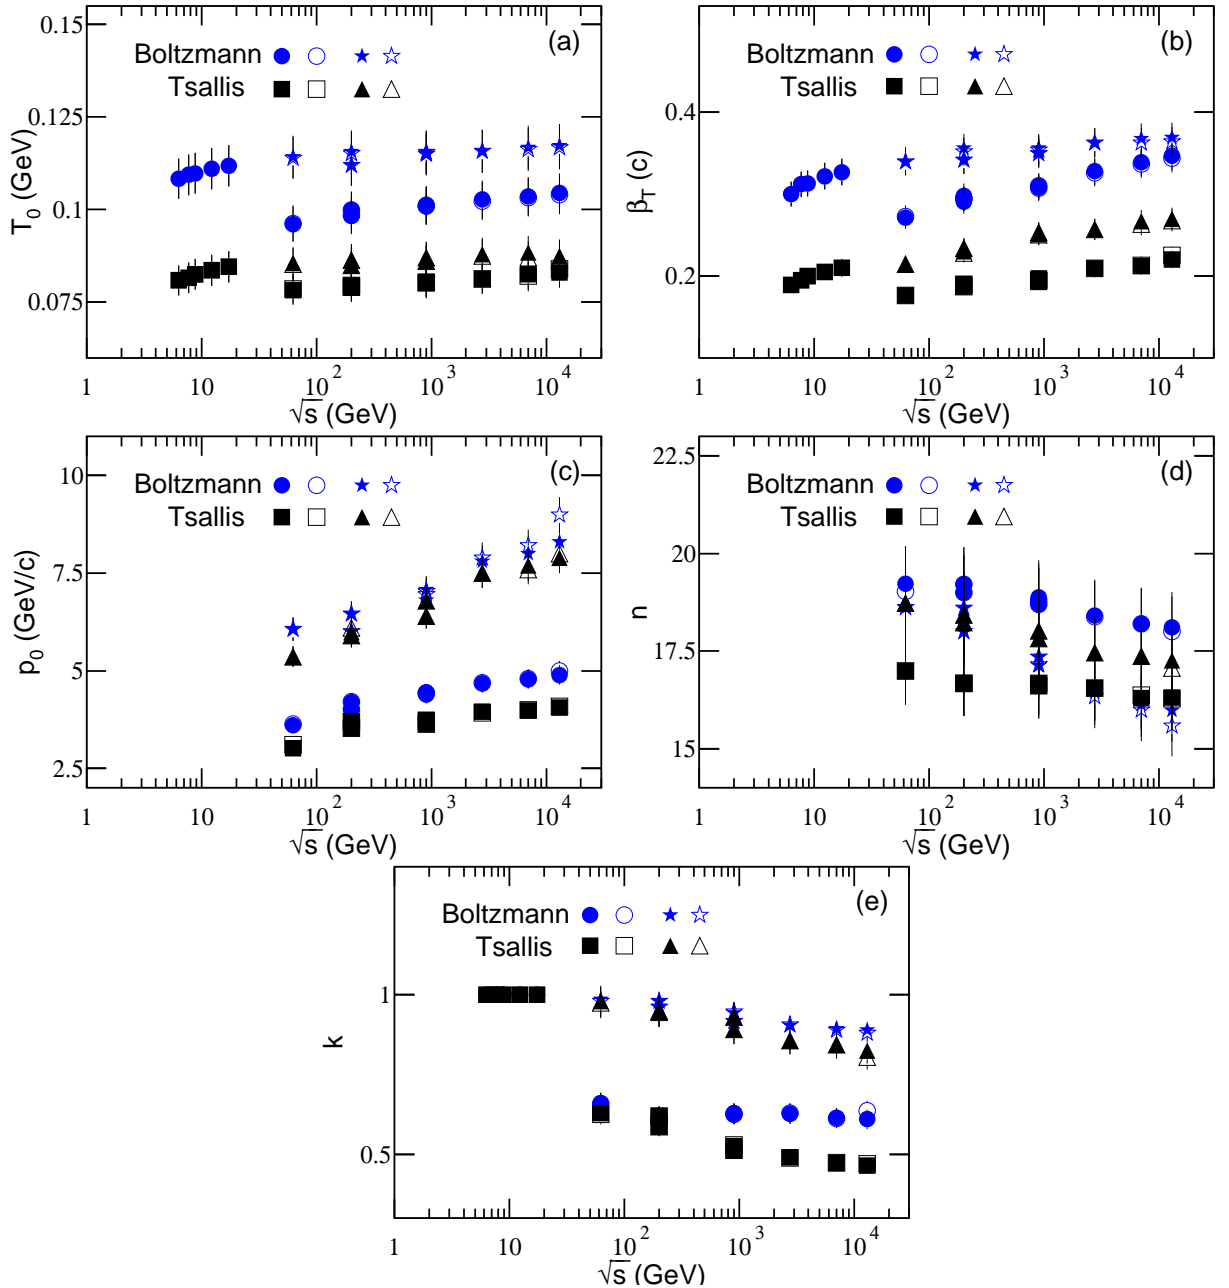 0.15
0.125
0.1
0.075
T₀ (GeV)
Boltzmann
Tsallis
(a)
1 10 10² 10³ 10⁴
√s (GeV)
0.4
0.2
β_T (c)
Boltzmann
Tsallis
(b)
1 10 10² 10³ 10⁴
√s (GeV)
10
7.5
5
2.5
p₀ (GeV/c)
Boltzmann
Tsallis
(c)
1 10 10² 10³ 10⁴
√s (GeV)
22.5
20
17.5
15
n
Boltzmann
Tsallis
(d)
1 10 10² 10³ 10⁴
√s (GeV)
1
0.5
k
Boltzmann
Tsallis
(e)
1 10 10² 10³ 10⁴
√s (GeV)